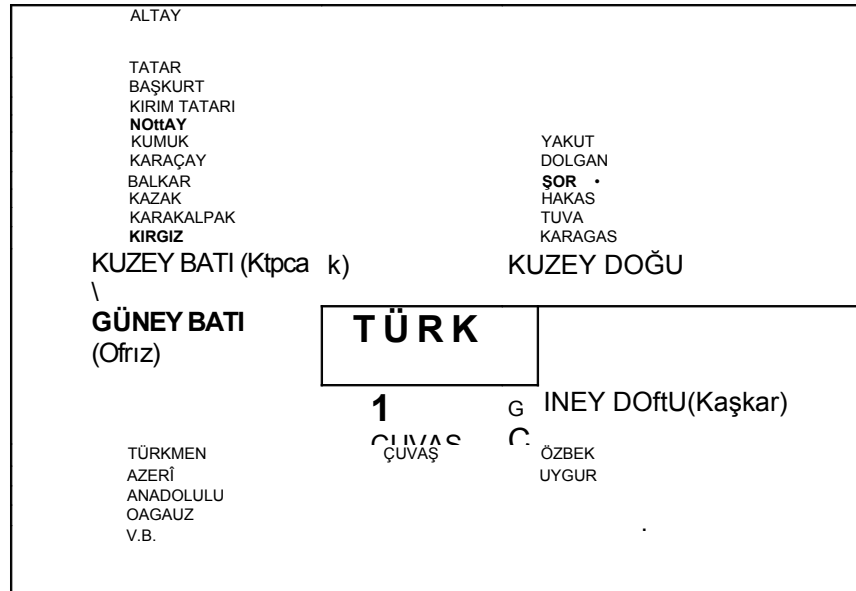 ALTAY
TATAR
BAŞKURT
KIRIM TATARI
NOttAY
KUMUK
KARAÇAY
BALKAR
KAZAK
KARAKALPAK
KIRGIZ
YAKUT
DOLGAN
ŞOR •
HAKAS
TUVA
KARAGAS
KUZEY BATI (Ktpca k)
KUZEY DOĞU
\
GÜNEY BATI
(Ofrız)
TÜRK
1
G INEY DOftU(Kaşkar)
C
ÇUVAŞ
TÜRKMEN
AZERÎ
ANADOLULU
OAGAUZ
V.B.
ÖZBEK
UYGUR
.